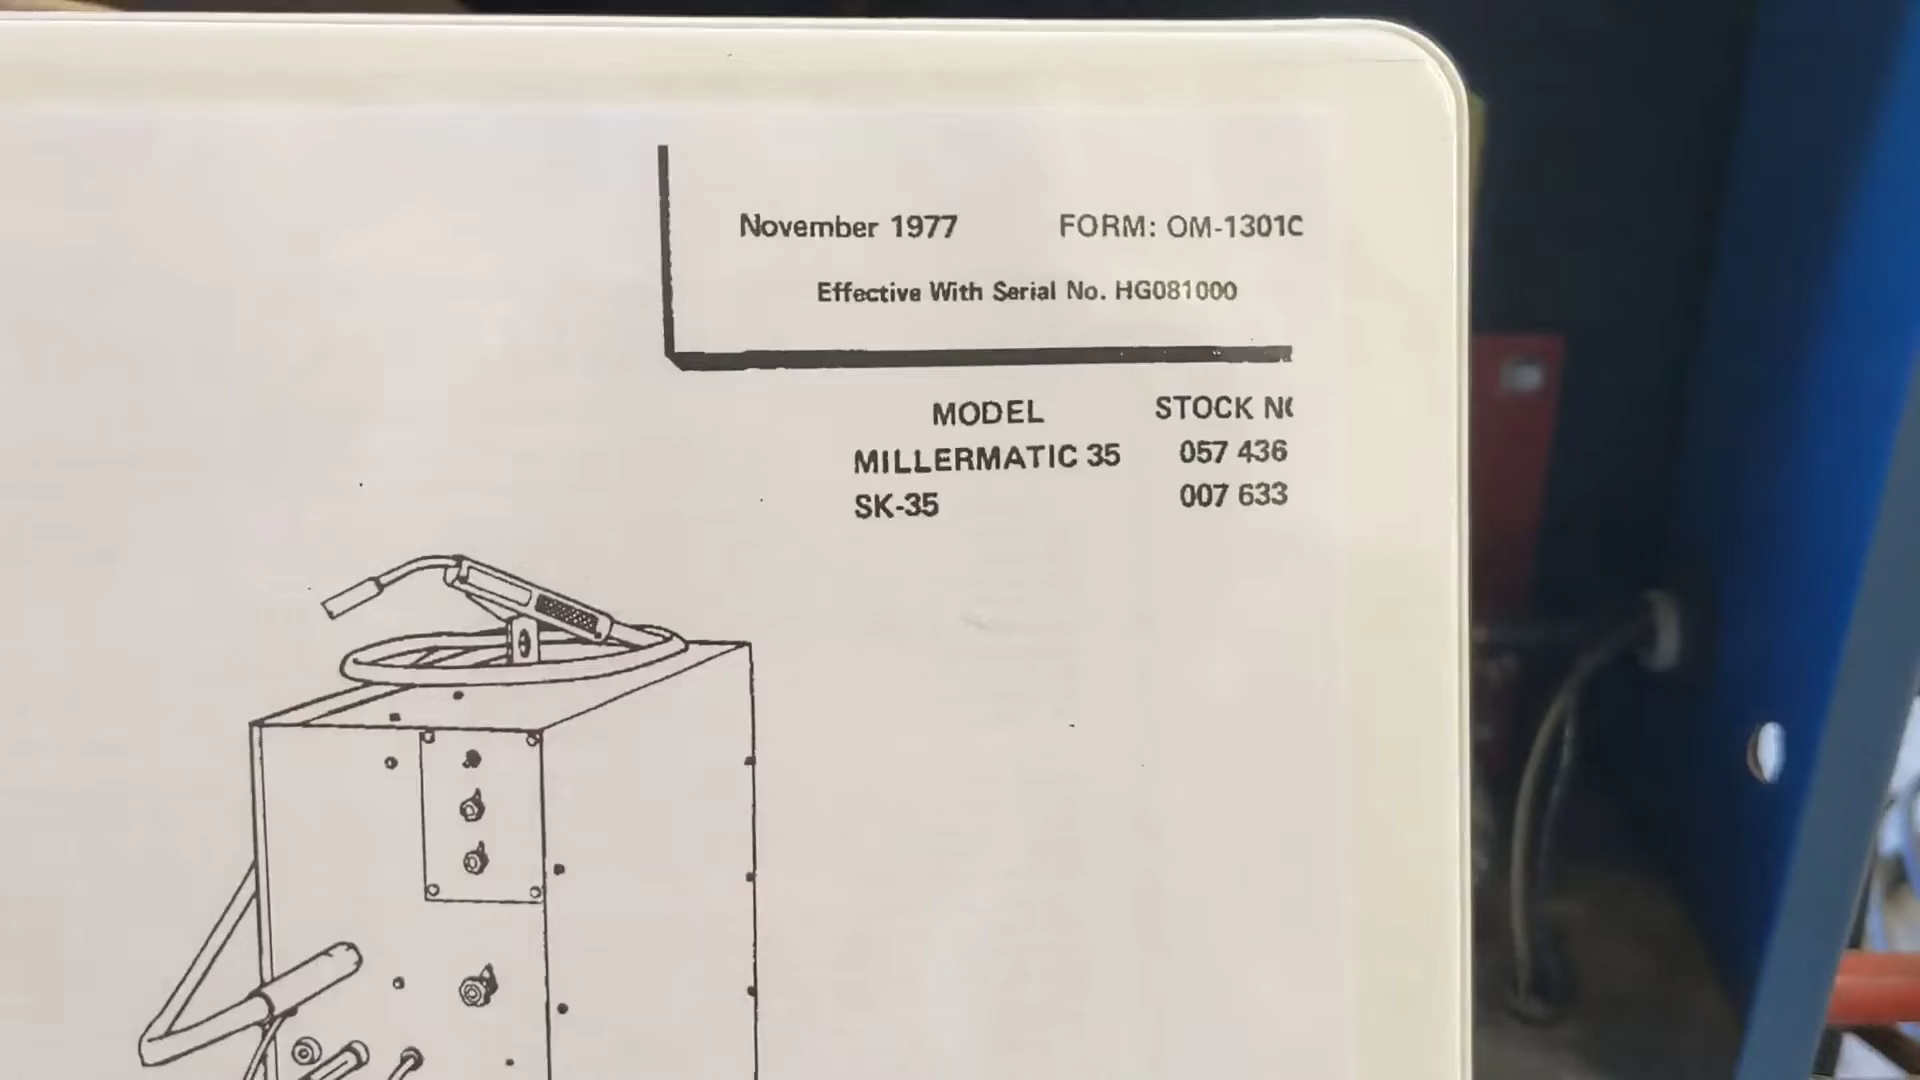 November 1977 FORM: OM-1301C
Effective With Serial No. HG081000
MODEL STOCK NO
MILLERMATIC 35 057 436
SK-35 007 633